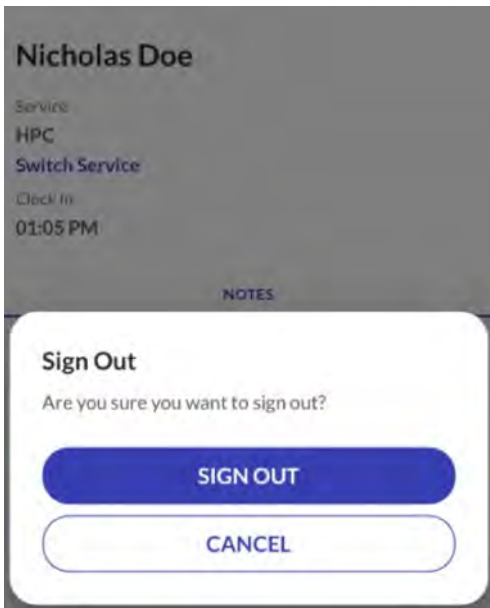 Nicholas Doe
Service
HPC
Switch Service
Clock In
01:05 PM
NOTES
Sign Out
Are you sure you want to sign out?
SIGN OUT
CANCEL